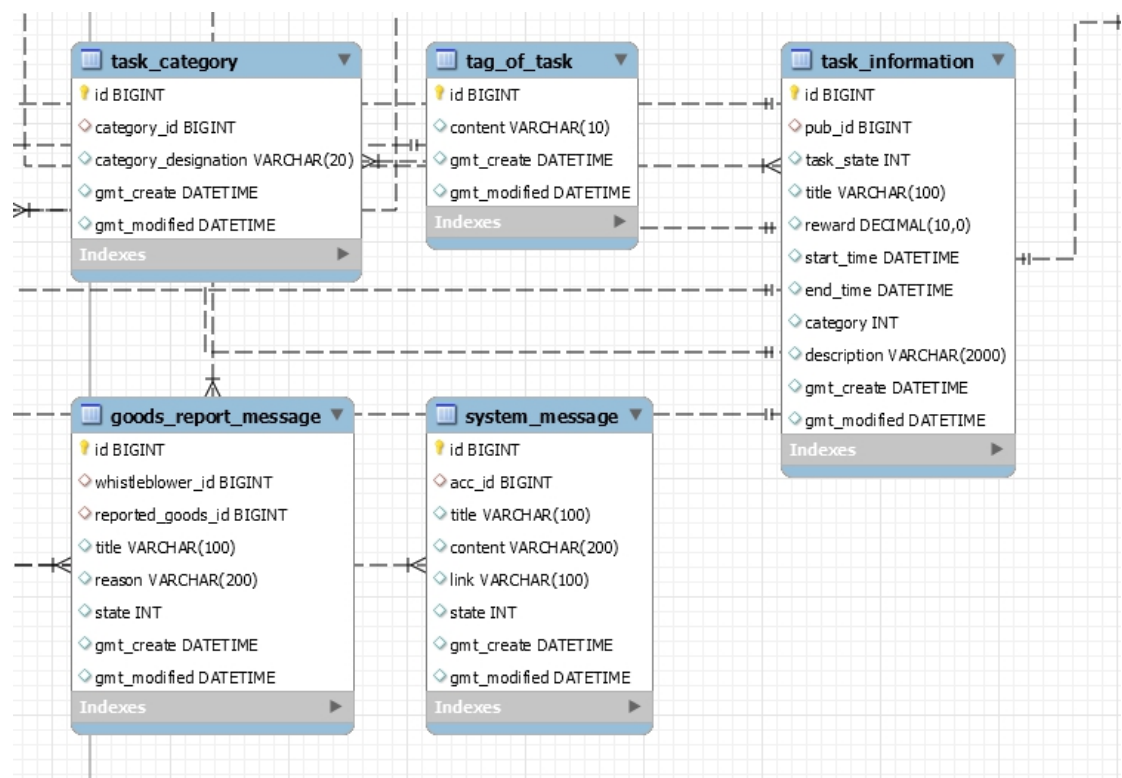 task_category
id BIGINT
category_id BIGINT
category_designation VARCHAR(20)
gmt_create DATETIME
gmt_modified DATETIME
Indexes
tag_of_task
id BIGINT
content VARCHAR(10)
gmt_create DATETIME
gmt_modified DATETIME
Indexes
task_information
id BIGINT
pub_id BIGINT
task_state INT
title VARCHAR(100)
reward DECIMAL(10,0)
start_time DATETIME
end_time DATETIME
category INT
description VARCHAR(2000)
gmt_create DATETIME
gmt_modified DATETIME
Indexes
goods_report_message
id BIGINT
whistleblower_id BIGINT
reported_goods_id BIGINT
title VARCHAR(100)
reason VARCHAR(200)
state INT
gmt_create DATETIME
gmt_modified DATETIME
Indexes
system_message
id BIGINT
acc_id BIGINT
title VARCHAR(100)
content VARCHAR(200)
link VARCHAR(100)
state INT
gmt_create DATETIME
gmt_modified DATETIME
Indexes